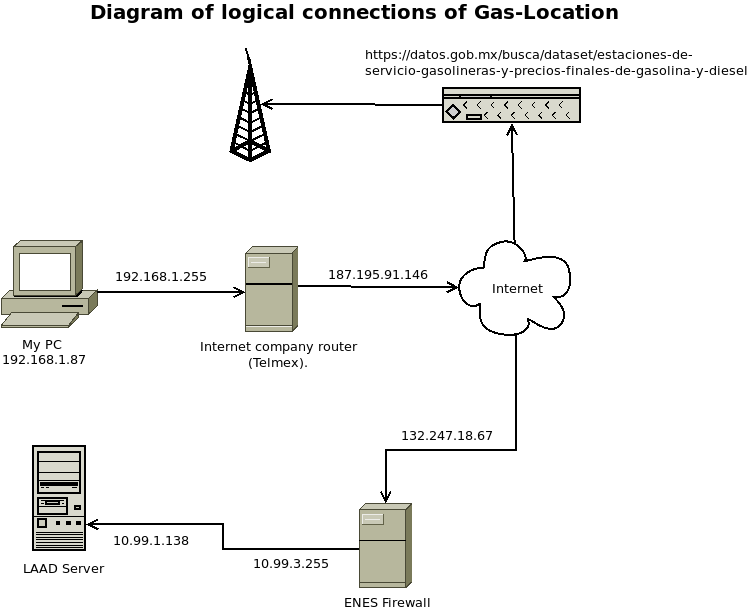 Diagram of logical connections of Gas-Location
https://datos.gob.mx/busca/dataset/estaciones-de-
servicio-gasolineras-y-precios-finales-de-gasolina-y-diesel
192.168.1.255
187.195.91.146
Internet
My PC
192.168.1.87
Internet company router
(Telmex).
132.247.18.67
10.99.1.138
10.99.3.255
LAAD Server
ENES Firewall